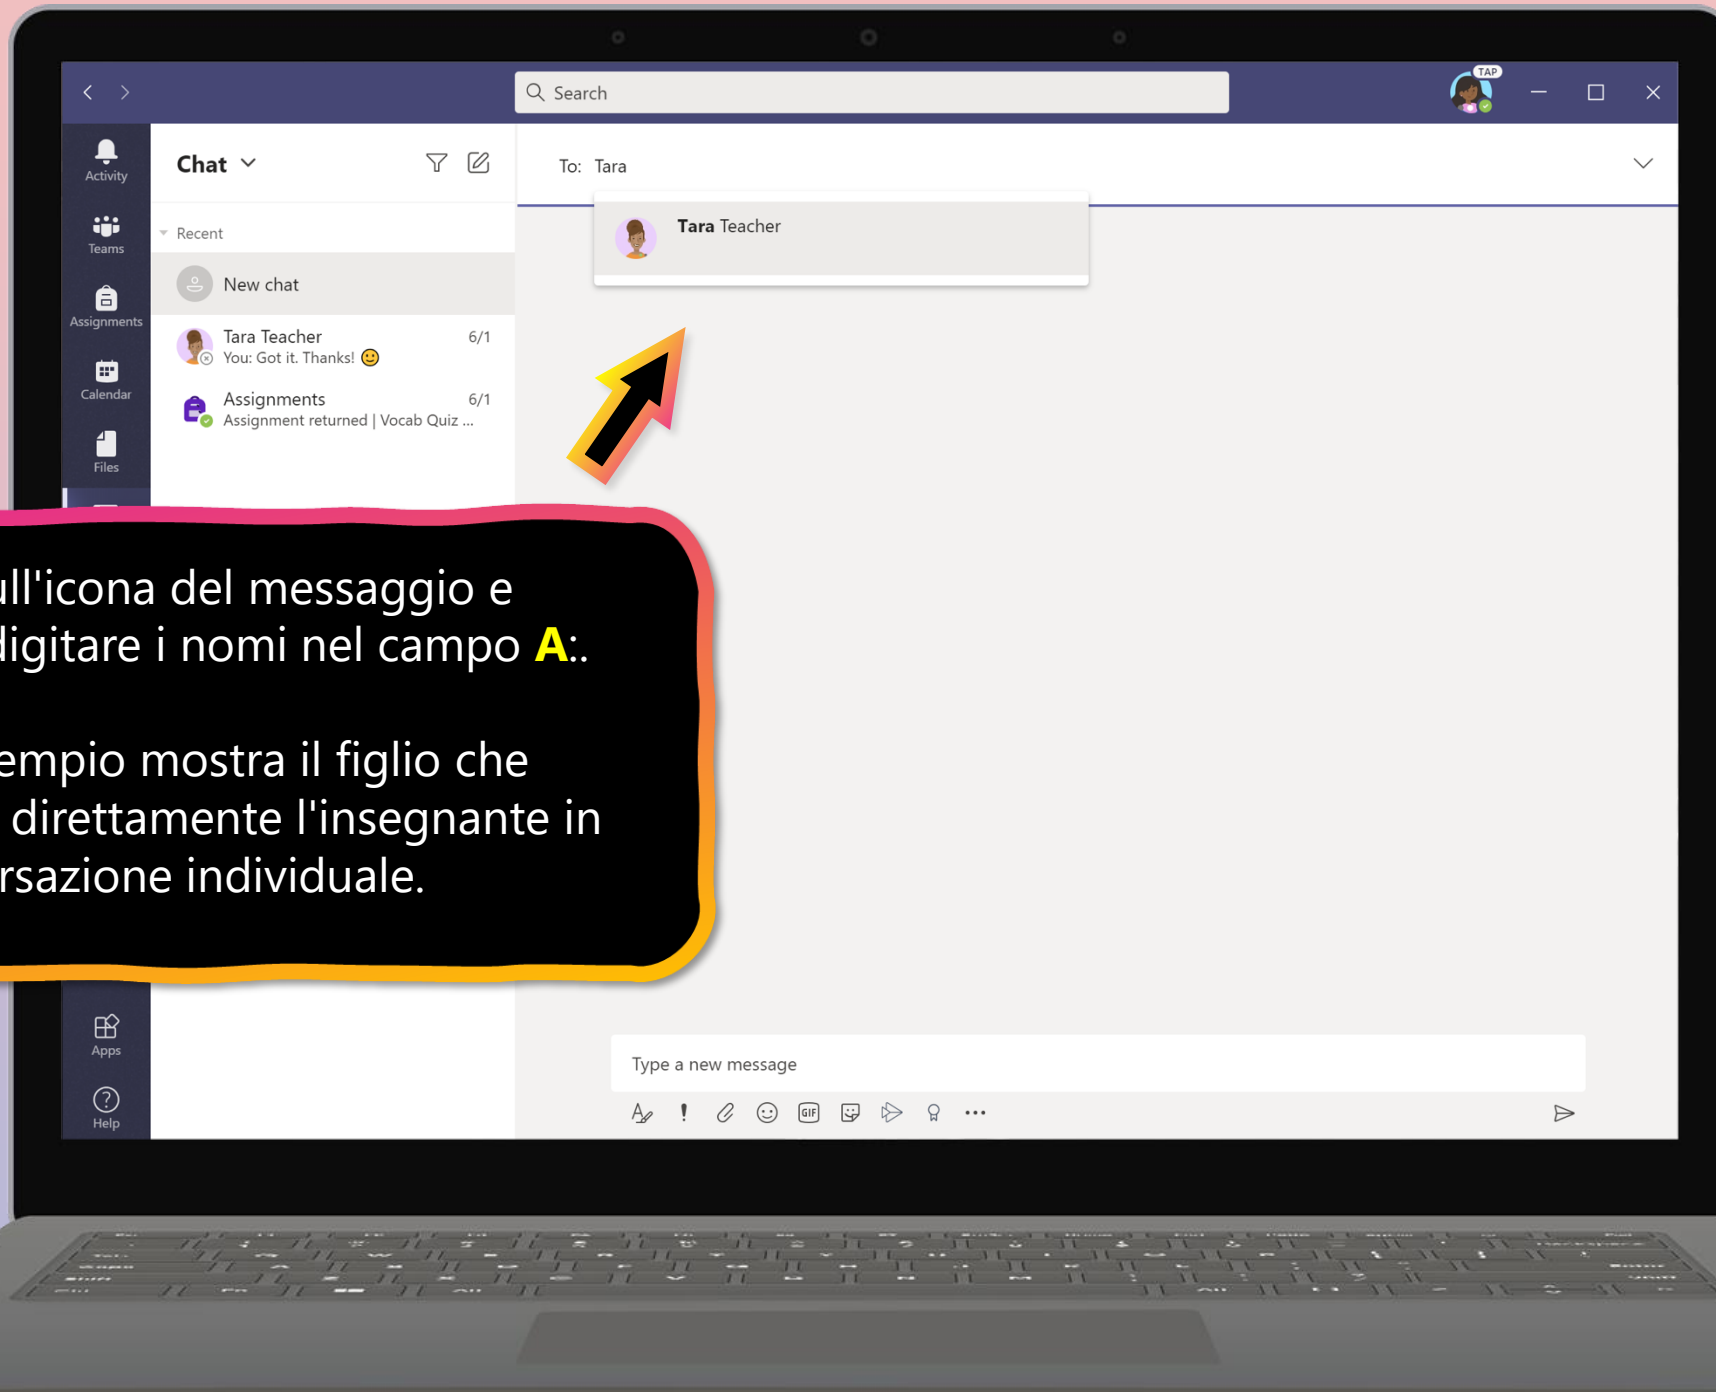 TAP
Search
Activity
Chat
To: Tara
Tara Teacher
Teams
Recent
New chat
Assignments
Tara Teacher 6/1
You: Got it. Thanks! 🙂
Calendar
Assignments 6/1
Assignment returned | Vocab Quiz ...
Files
ull'icona del messaggio e
digitare i nomi nel campo A:.
empio mostra il figlio che
direttamente l'insegnante in
rsazione individuale.
Apps
Help
Type a new message
GIF